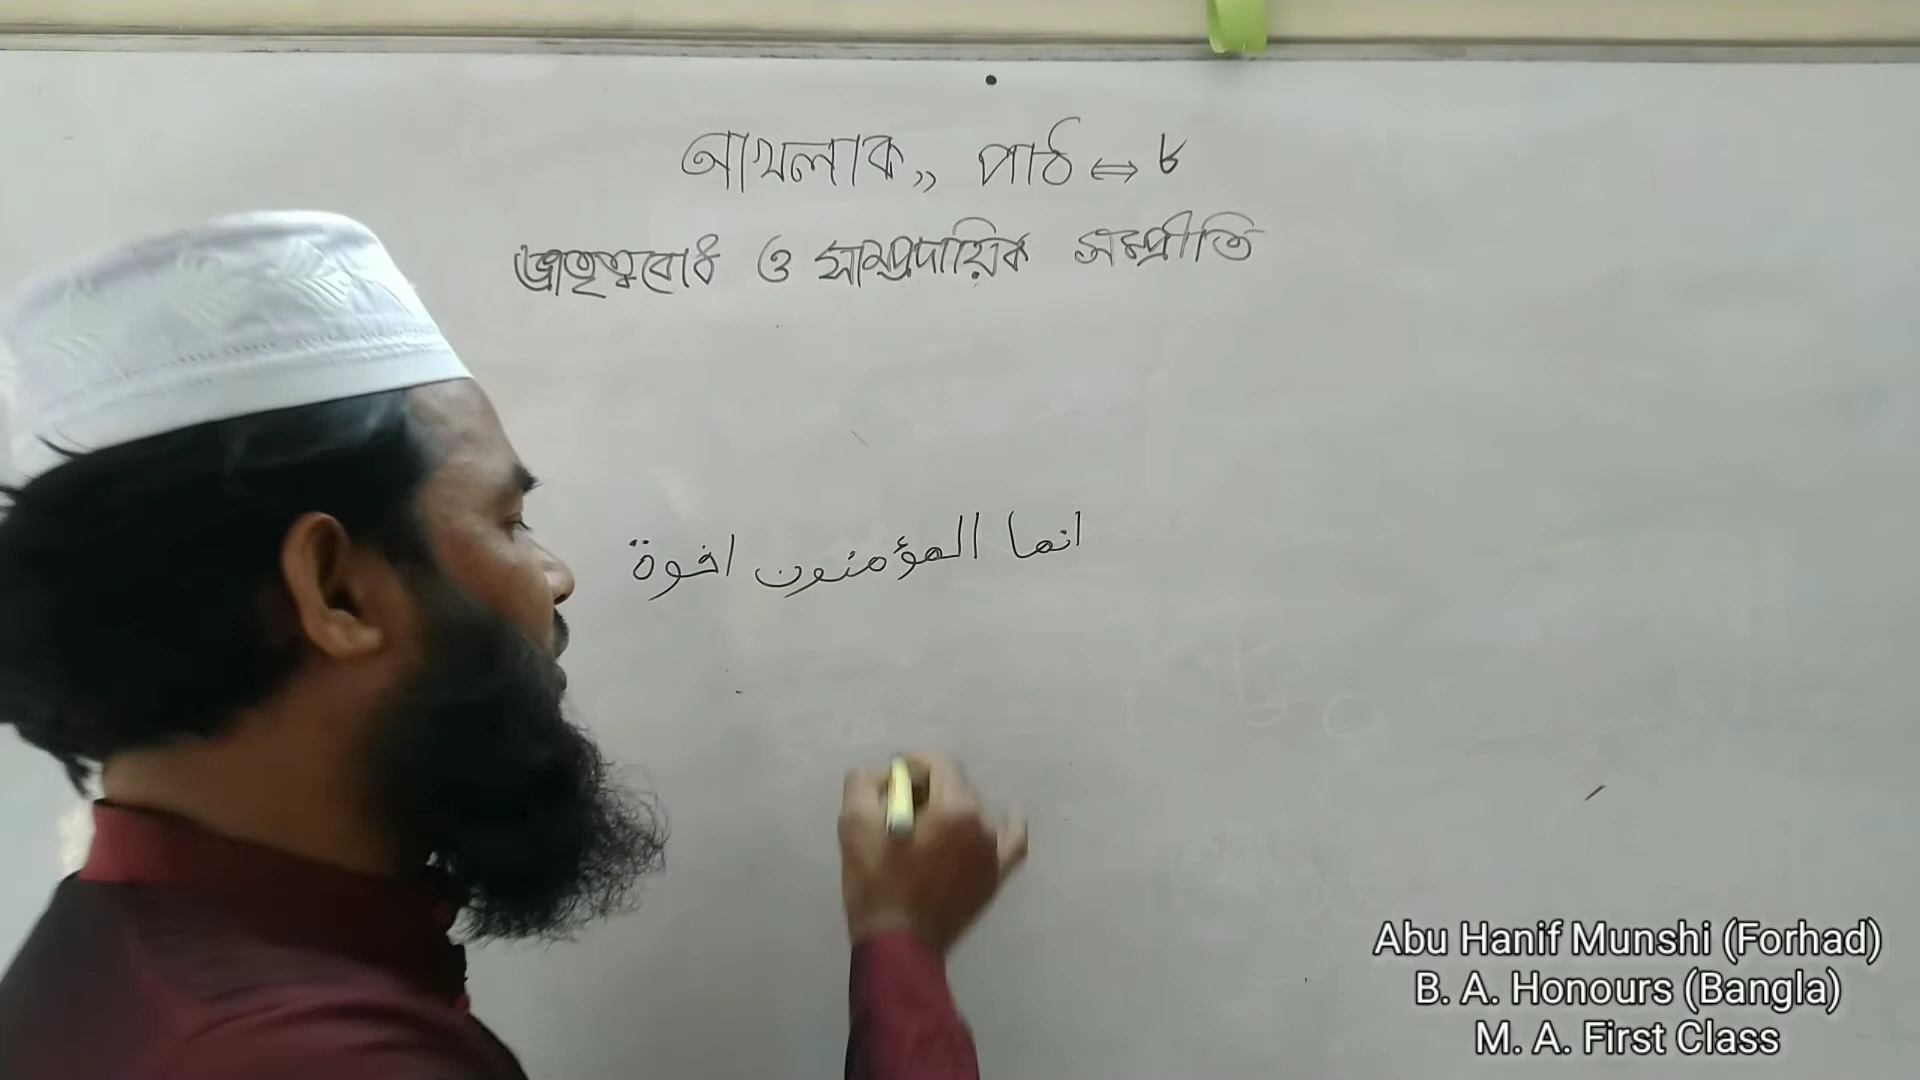 আখলাক,, পাঠ ⇔ ৮
ভ্রাতৃত্ববোধ ও সাম্প্রদায়িক সম্প্রীতি
انما المؤمنون اخوة
Abu Hanif Munshi (Forhad)
B. A. Honours (Bangla)
M. A. First Class